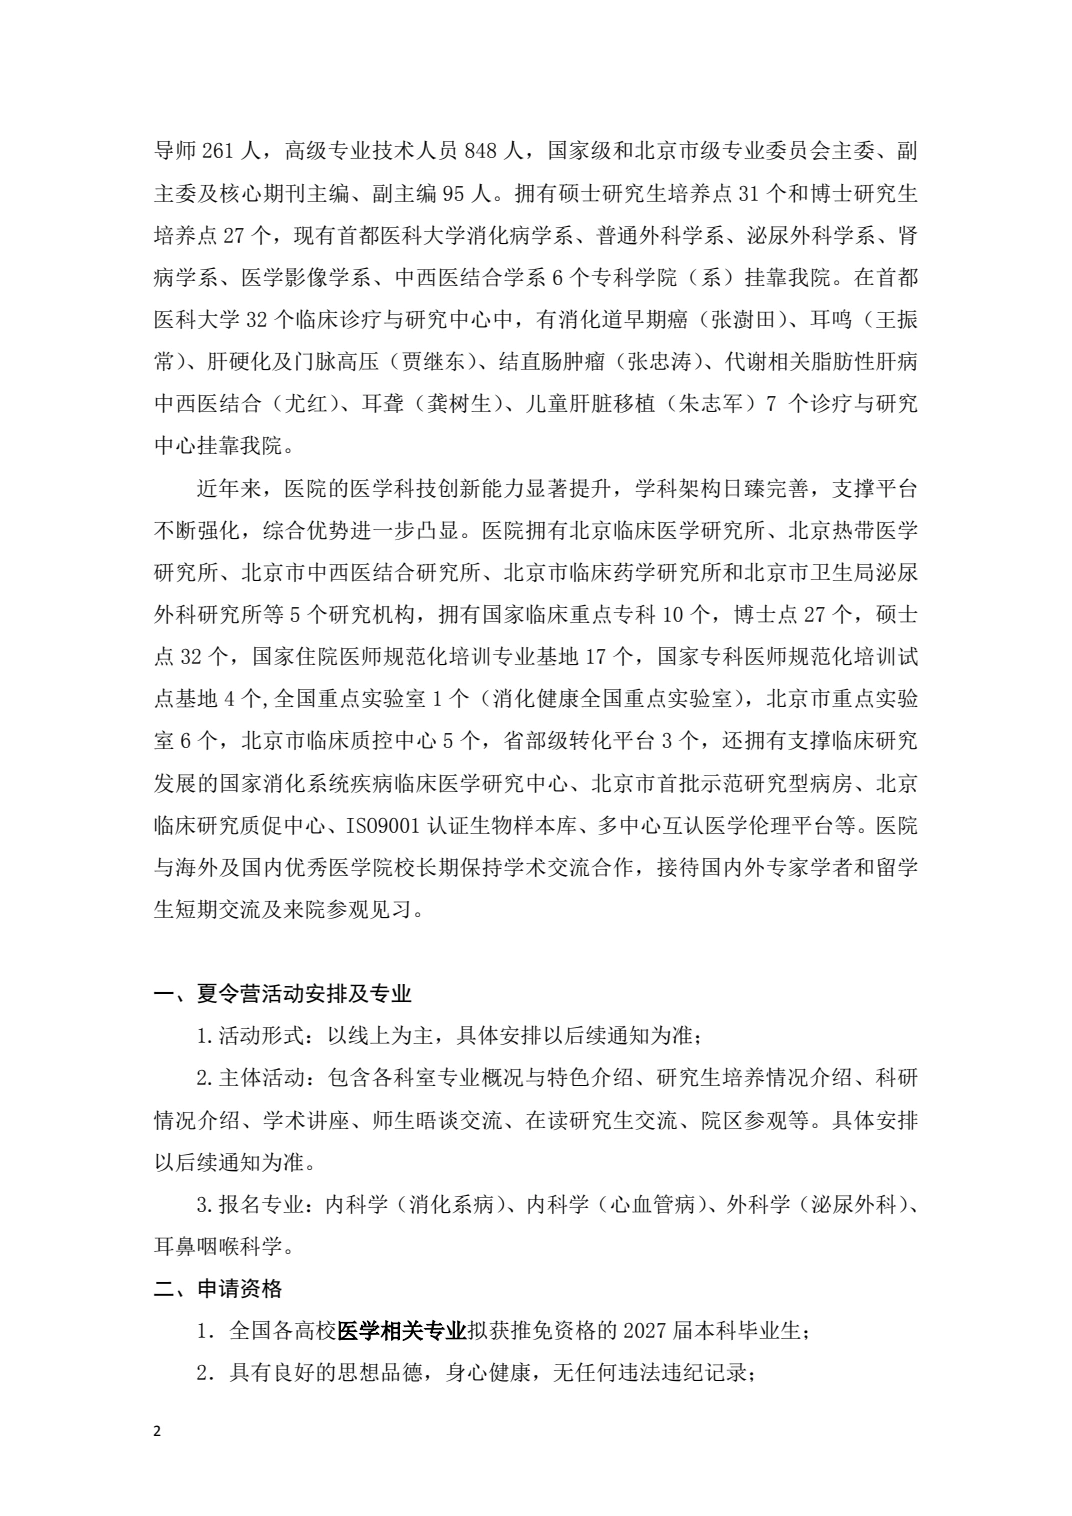 导师 261 人，高级专业技术人员 848 人，国家级和北京市级专业委员会主委、副
主委及核心期刊主编、副主编 95 人。拥有硕士研究生培养点 31 个和博士研究生
培养点 27 个，现有首都医科大学消化病学系、普通外科学系、泌尿外科学系、肾
病学系、医学影像学系、中西医结合学系 6 个专科学院（系）挂靠我院。在首都
医科大学 32 个临床诊疗与研究中心中，有消化道早期癌（张澍田）、耳鸣（王振
常）、肝硬化及门脉高压（贾继东）、结直肠肿瘤（张忠涛）、代谢相关脂肪性肝病
中西医结合（尤红）、耳聋（龚树生）、儿童肝脏移植（朱志军）7 个诊疗与研究
中心挂靠我院。
近年来，医院的医学科技创新能力显著提升，学科架构日臻完善，支撑平台
不断强化，综合优势进一步凸显。医院拥有北京临床医学研究所、北京热带医学
研究所、北京市中西医结合研究所、北京市临床药学研究所和北京市卫生局泌尿
外科研究所等 5 个研究机构，拥有国家临床重点专科 10 个，博士点 27 个，硕士
点 32 个，国家住院医师规范化培训专业基地 17 个，国家专科医师规范化培训试
点基地 4 个,全国重点实验室 1 个（消化健康全国重点实验室），北京市重点实验
室 6 个，北京市临床质控中心 5 个，省部级转化平台 3 个，还拥有支撑临床研究
发展的国家消化系统疾病临床医学研究中心、北京市首批示范研究型病房、北京
临床研究质促中心、ISO9001 认证生物样本库、多中心互认医学伦理平台等。医院
与海外及国内优秀医学院校长期保持学术交流合作，接待国内外专家学者和留学
生短期交流及来院参观见习。
一、夏令营活动安排及专业
1.活动形式：以线上为主，具体安排以后续通知为准；
2.主体活动：包含各科室专业概况与特色介绍、研究生培养情况介绍、科研
情况介绍、学术讲座、师生晤谈交流、在读研究生交流、院区参观等。具体安排
以后续通知为准。
3.报名专业：内科学（消化系病）、内科学（心血管病）、外科学（泌尿外科）、
耳鼻咽喉科学。
二、申请资格
1．全国各高校医学相关专业拟获推免资格的 2027 届本科毕业生；
2．具有良好的思想品德，身心健康，无任何违法违纪记录；
2